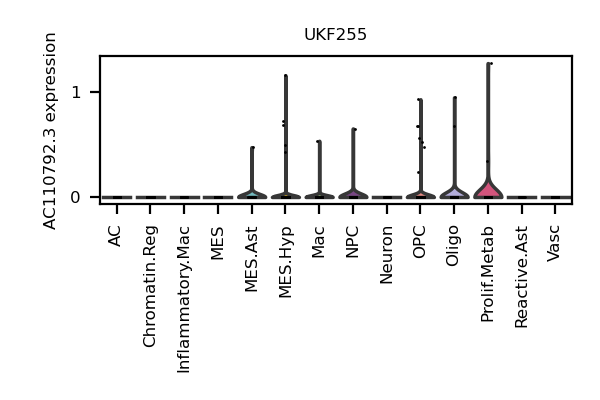 UKF255
AC110792.3 expression
1
0
AC
Chromatin.Reg
Inflammatory.Mac
MES
MES.Ast
MES.Hyp
Mac
NPC
Neuron
OPC
Oligo
Prolif.Metab
Reactive.Ast
Vasc